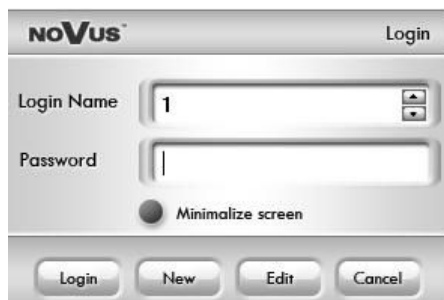 NOVUS Login
Login Name 1
Password
Minimalize screen
Login New Edit Cancel